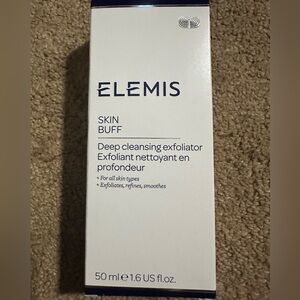 ELEMIS
SKIN
BUFF
Deep cleansing exfoliator
Exfoliant nettoyant en
profondeur
• For all skin types
• Exfoliates, refines, smoothes
50 ml ℮ 1.6 US fl.oz.